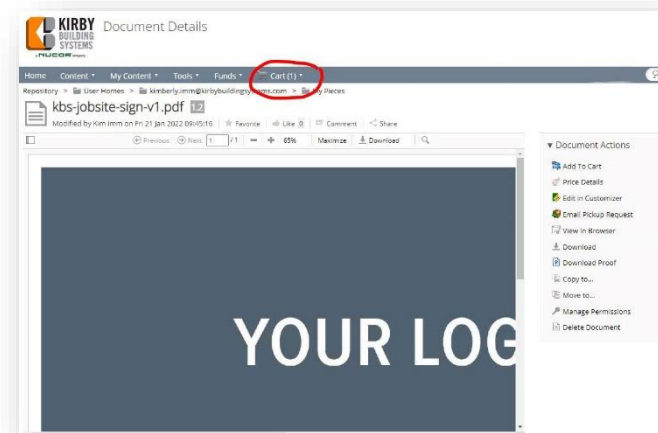 KIRBY
BUILDING
SYSTEMS
Document Details
Home Content My Content Tools Funds Cart (1)
Repository > User Homes > kimberly.imm@kirbybuildingsystems.com > My Pieces
kbs-jobsite-sign-v1.pdf 1.2
Modified by Kim Imm on Fri 21 Jan 2022 09:45:16 Favorite Like 0 Comment Share
Previous Next 1 / 1 65% Maximize Download
Document Actions
Add To Cart
Price Details
Edit in Customizer
Email Pickup Request
View In Browser
Download
Download Proof
Copy to...
Move to...
Manage Permissions
Delete Document
YOUR LOG